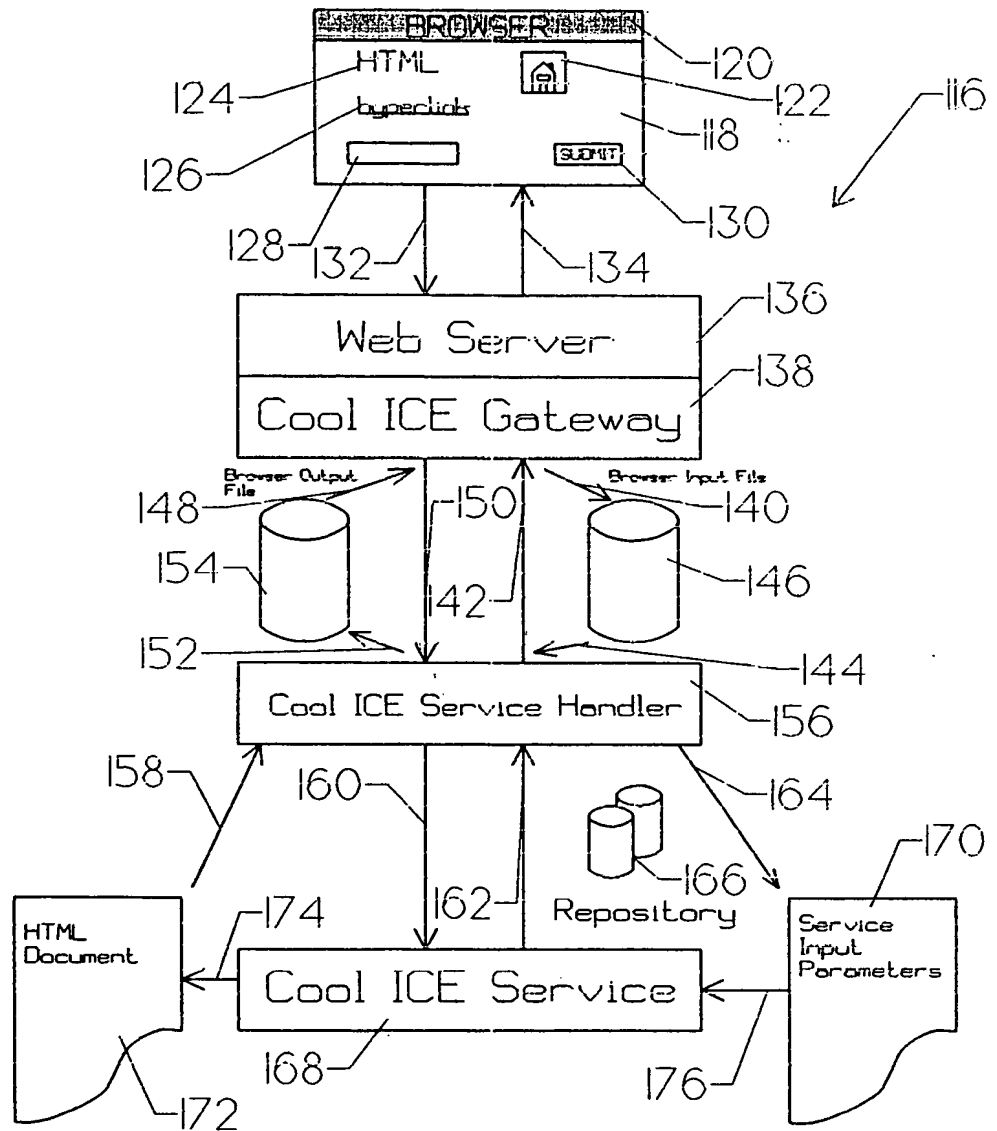 BROWSER
HTML
120
124
122
116
hyperlink
118
126
SUBMIT
130
128
132
134
136
Web Server
138
Cool ICE Gateway
Browser Output
File
Browser Input File
148
150
140
154
146
142
152
144
Cool ICE Service Handler
156
158
160
164
170
166
174
162
Repository
HTML
Document
Service
Input
Parameters
Cool ICE Service
168
176
172